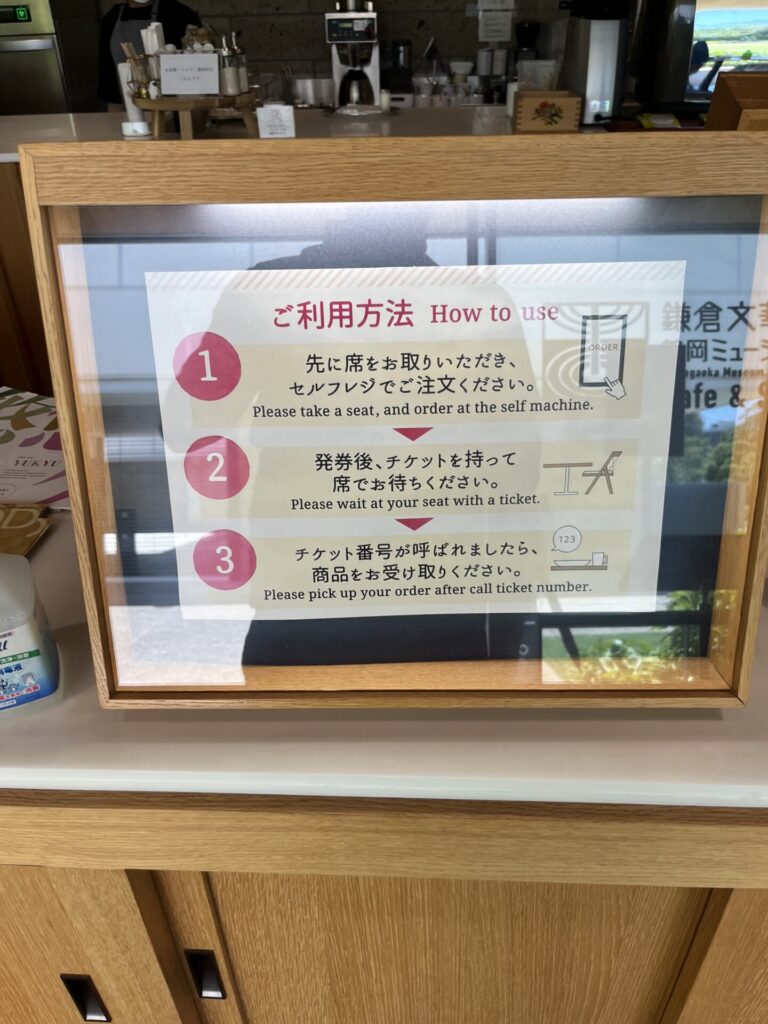 ご利用方法 How to use
1
先に席をお取りいただき、
セルフレジでご注文ください。
Please take a seat, and order at the self machine.
ORDER
2
発券後、チケットを持って
席でお待ちください。
Please wait at your seat with a ticket.
3
チケット番号が呼ばれましたら、
商品をお受け取りください。
Please pick up your order after call ticket number.
123
鎌倉文
岡ミュー
gaoka Museum
afe &
YUKYU